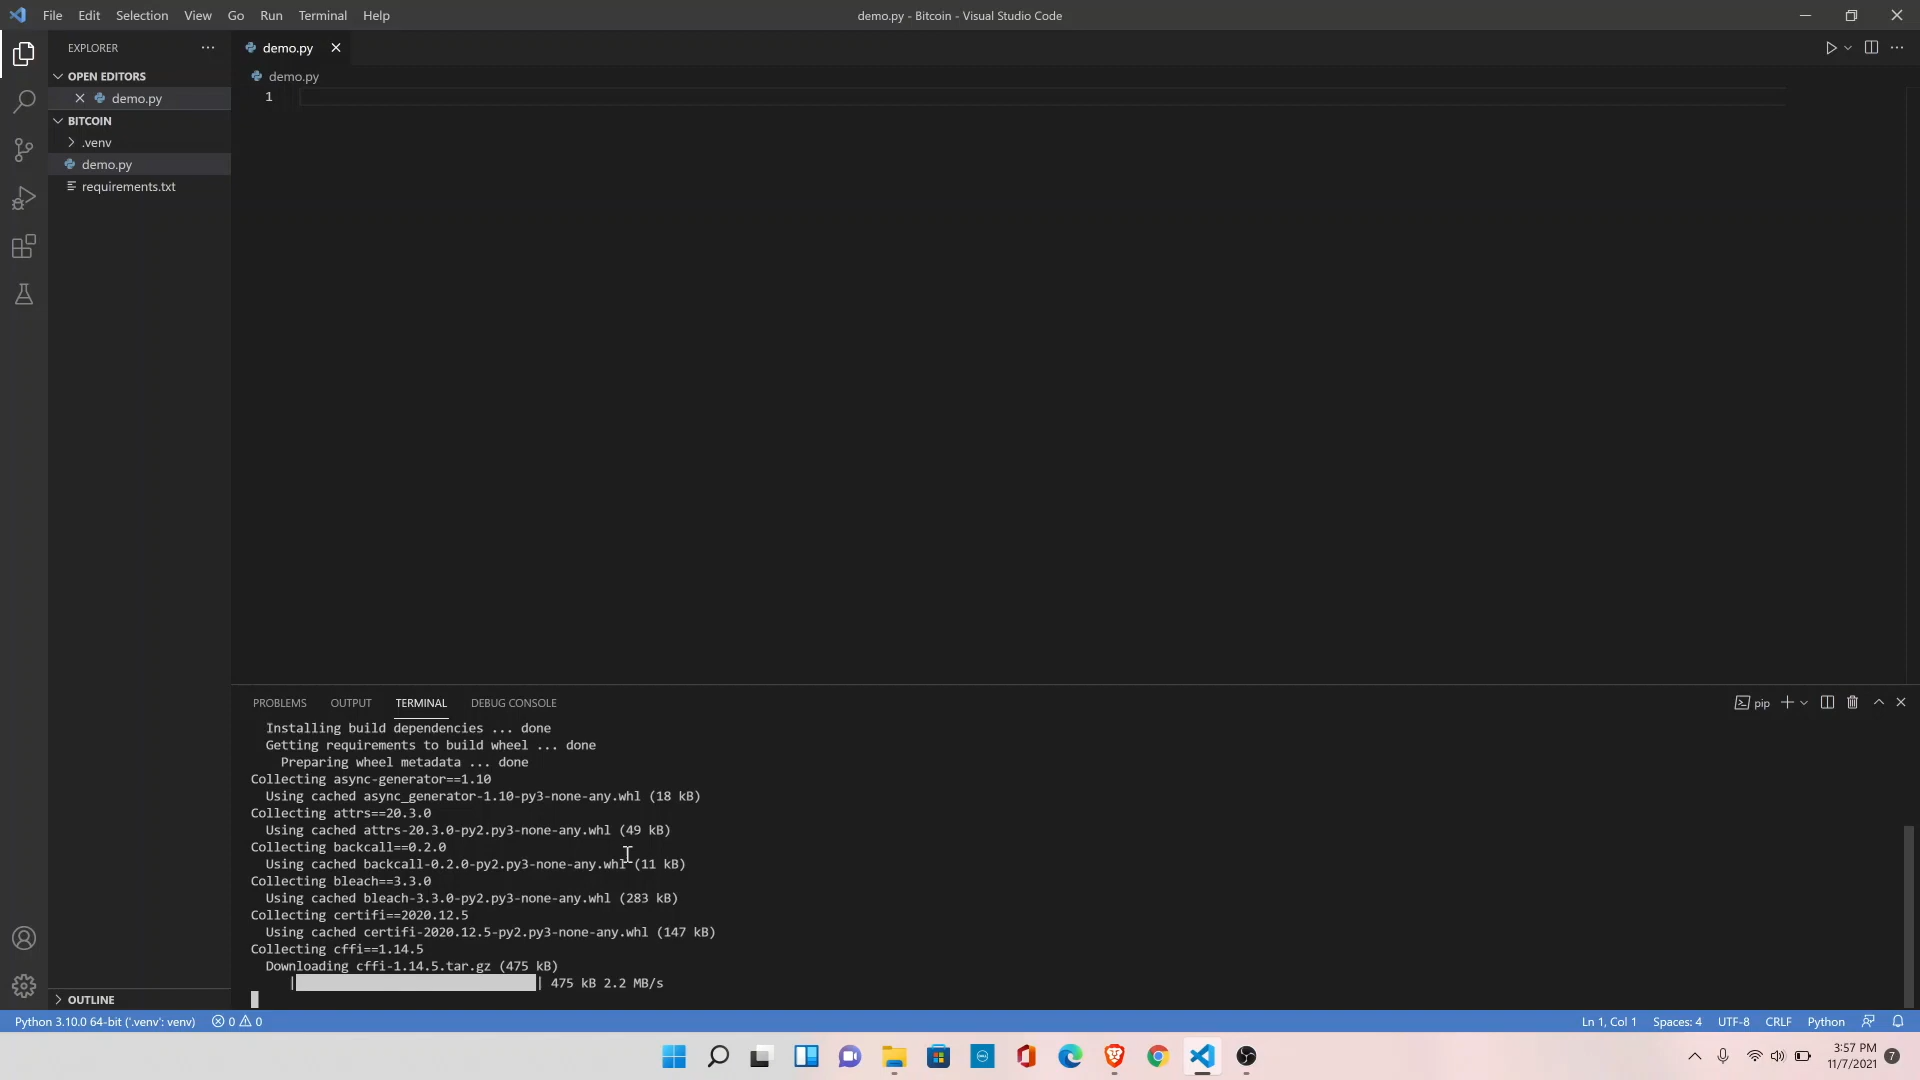 File Edit Selection View Go Run Terminal Help
demo.py - Bitcoin - Visual Studio Code
EXPLORER
OPEN EDITORS
demo.py
BITCOIN
.venv
demo.py
requirements.txt
OUTLINE
demo.py
demo.py
1
PROBLEMS OUTPUT TERMINAL DEBUG CONSOLE
pip
Installing build dependencies ... done
Getting requirements to build wheel ... done
Preparing wheel metadata ... done
Collecting async-generator==1.10
Using cached async_generator-1.10-py3-none-any.whl (18 kB)
Collecting attrs==20.3.0
Using cached attrs-20.3.0-py2.py3-none-any.whl (49 kB)
Collecting backcall==0.2.0
Using cached backcall-0.2.0-py2.py3-none-any.whl (11 kB)
Collecting bleach==3.3.0
Using cached bleach-3.3.0-py2.py3-none-any.whl (283 kB)
Collecting certifi==2020.12.5
Using cached certifi-2020.12.5-py2.py3-none-any.whl (147 kB)
Collecting cffi==1.14.5
Downloading cffi-1.14.5.tar.gz (475 kB)
| | 475 kB 2.2 MB/s
Python 3.10.0 64-bit ('.venv': venv) 0 0
Ln 1, Col 1 Spaces: 4 UTF-8 CRLF Python
3:57 PM
11/7/2021
7